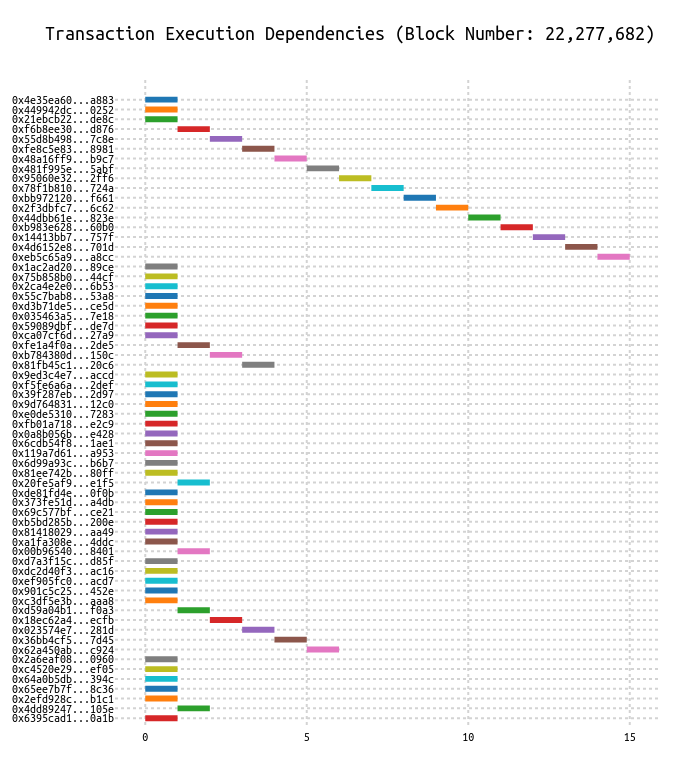 Transaction Execution Dependencies (Block Number: 22,277,682)
0x4e35ea60...a883
0x449942dc...0252
0x21ebcb22...de8c
0xf6b8ee30...d876
0x55d8b498...7c8e
0xfe8c5e83...8981
0x48a16ff9...b9c7
0x481f995e...5abf
0x95060e32...2ff6
0x78f1b810...724a
0xbb972120...f661
0x2f3dbfc7...6c62
0x44dbb61e...823e
0xb983e628...60b0
0x14413bb7...757f
0x4d6152e8...701d
0xeb5c65a9...a8cc
0x1ac2ad20...89ce
0x75b858b0...44cf
0x2ca4e2e0...6b53
0x55c7bab8...53a8
0xd3b71de5...ce5d
0x035463a5...7e18
0x59089dbf...de7d
0xca07cf6d...27a9
0xfe1a4f0a...2de5
0xb784380d...150c
0x81fb45c1...20c6
0x9ed3c4e7...accd
0xf5fe6a6a...2def
0x39f287eb...2d97
0x9d764831...12c0
0xe0de5310...7283
0xfb01a718...e2c9
0x0a8b056b...e428
0x6cdb54f8...1ae1
0x119a7d61...a953
0x6d99a93c...b6b7
0x81ee742b...80ff
0x20fe5af9...e1f5
0xde81fd4e...0f0b
0x373fe51d...a4db
0x69c577bf...ce21
0xb5bd285b...200e
0x81418029...aa49
0xa1fa308e...4ddc
0x00b96540...8401
0xd7a3f15c...d85f
0xdc2d40f3...ac16
0xef905fc0...acd7
0x901c5c25...452e
0xc3df5e3b...aaa8
0xd59a04b1...f0a3
0x18ec62a4...ecfb
0x023574e7...281d
0x36bb4cf5...7d45
0x62a450ab...c924
0x2a6eaf08...0960
0xc4520e29...ef05
0x64a0b5db...394c
0x65ee7b7f...8c36
0x2efd928c...b1c1
0x4dd89247...105e
0x6395cad1...0a1b
0 5 10 15